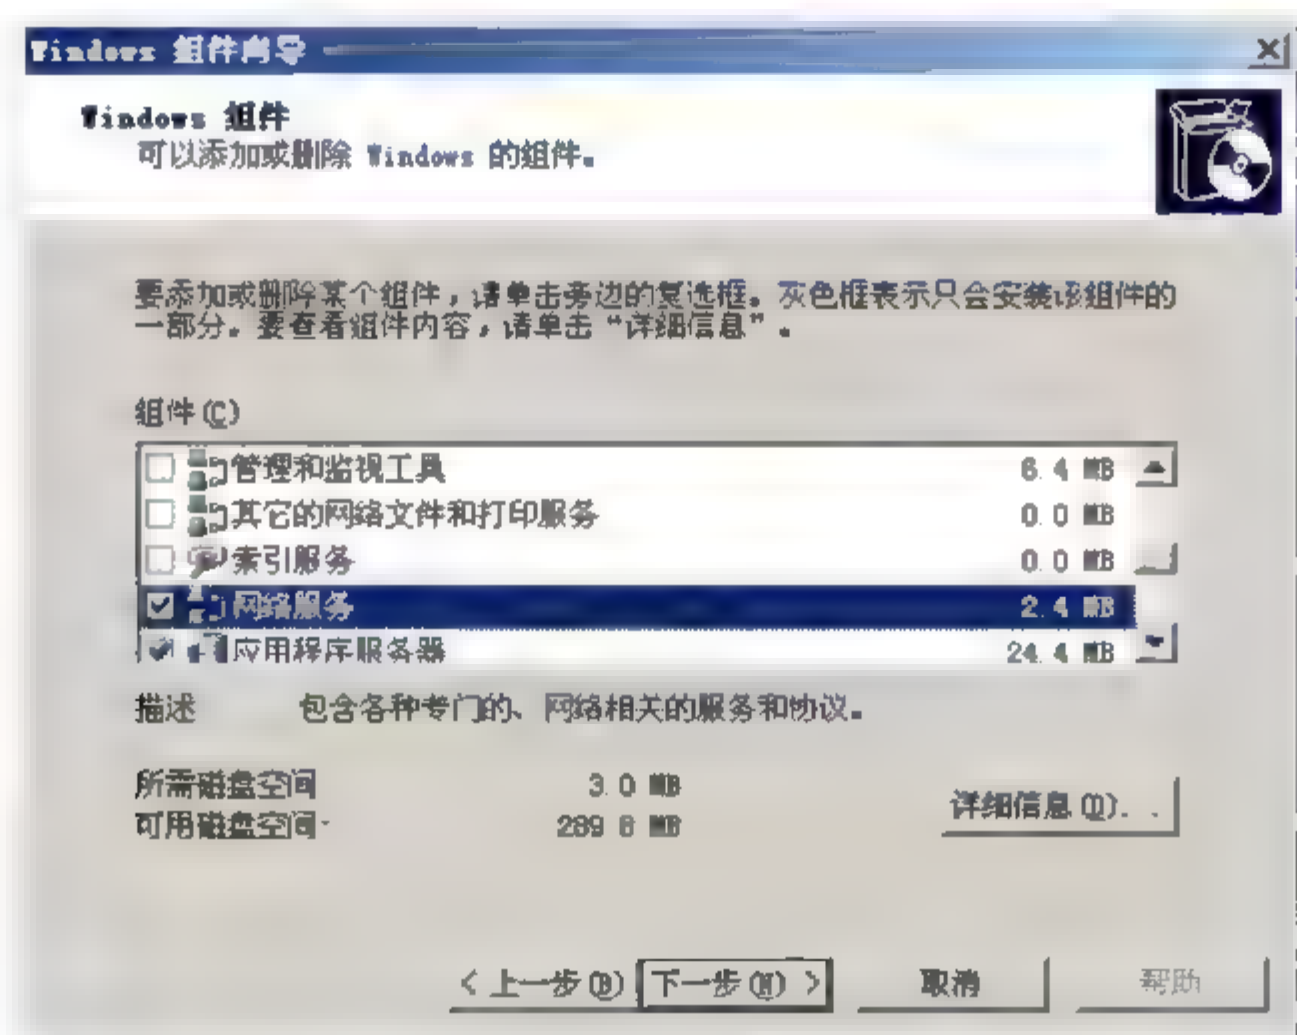 Windows 组件向导
Windows 组件
可以添加或删除 Windows 的组件。
要添加或删除某个组件，请单击旁边的复选框。灰色框表示只会安装该组件的
一部分。要查看组件内容，请单击“详细信息”。
组件(C)
管理和监视工具 6.4 MB
其它的网络文件和打印服务 0.0 MB
索引服务 0.0 MB
网络服务 2.4 MB
应用程序服务器 24.4 MB
描述 包含各种专门的、网络相关的服务和协议。
所需磁盘空间 3.0 MB
可用磁盘空间 289 8 MB
详细信息(D)...
< 上一步(B) 下一步(N) > 取消 帮助